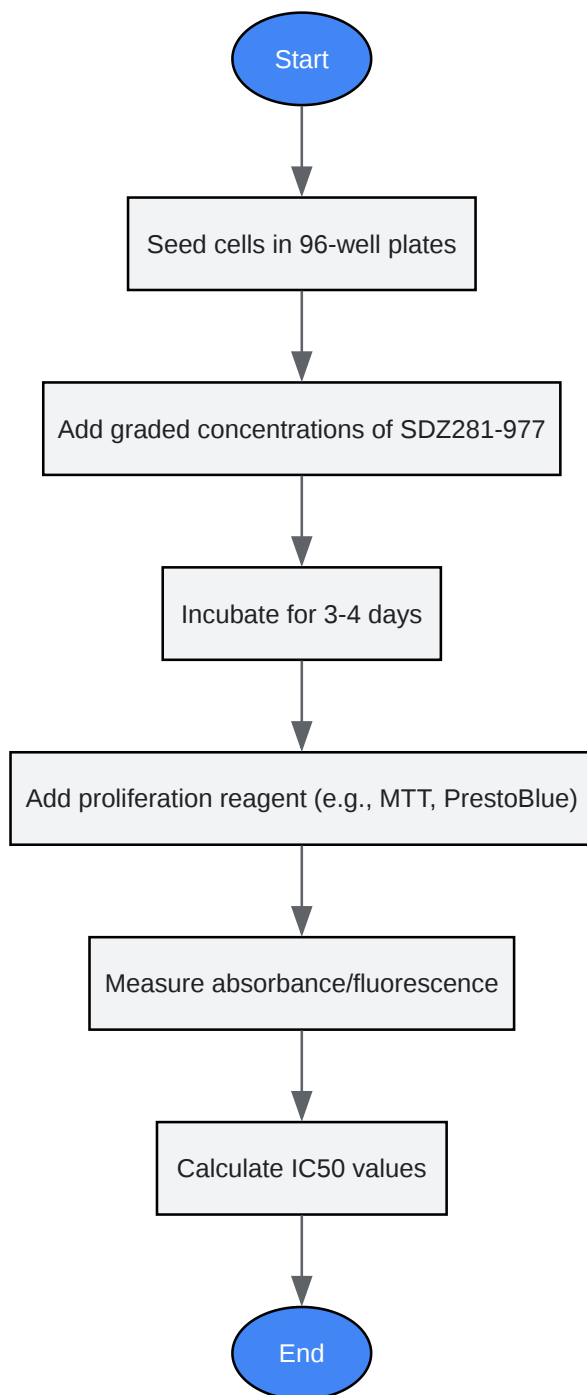 Start
Seed cells in 96-well plates
Add graded concentrations of SDZ281-977
Incubate for 3-4 days
Add proliferation reagent (e.g., MTT, PrestoBlue)
Measure absorbance/fluorescence
Calculate IC50 values
End